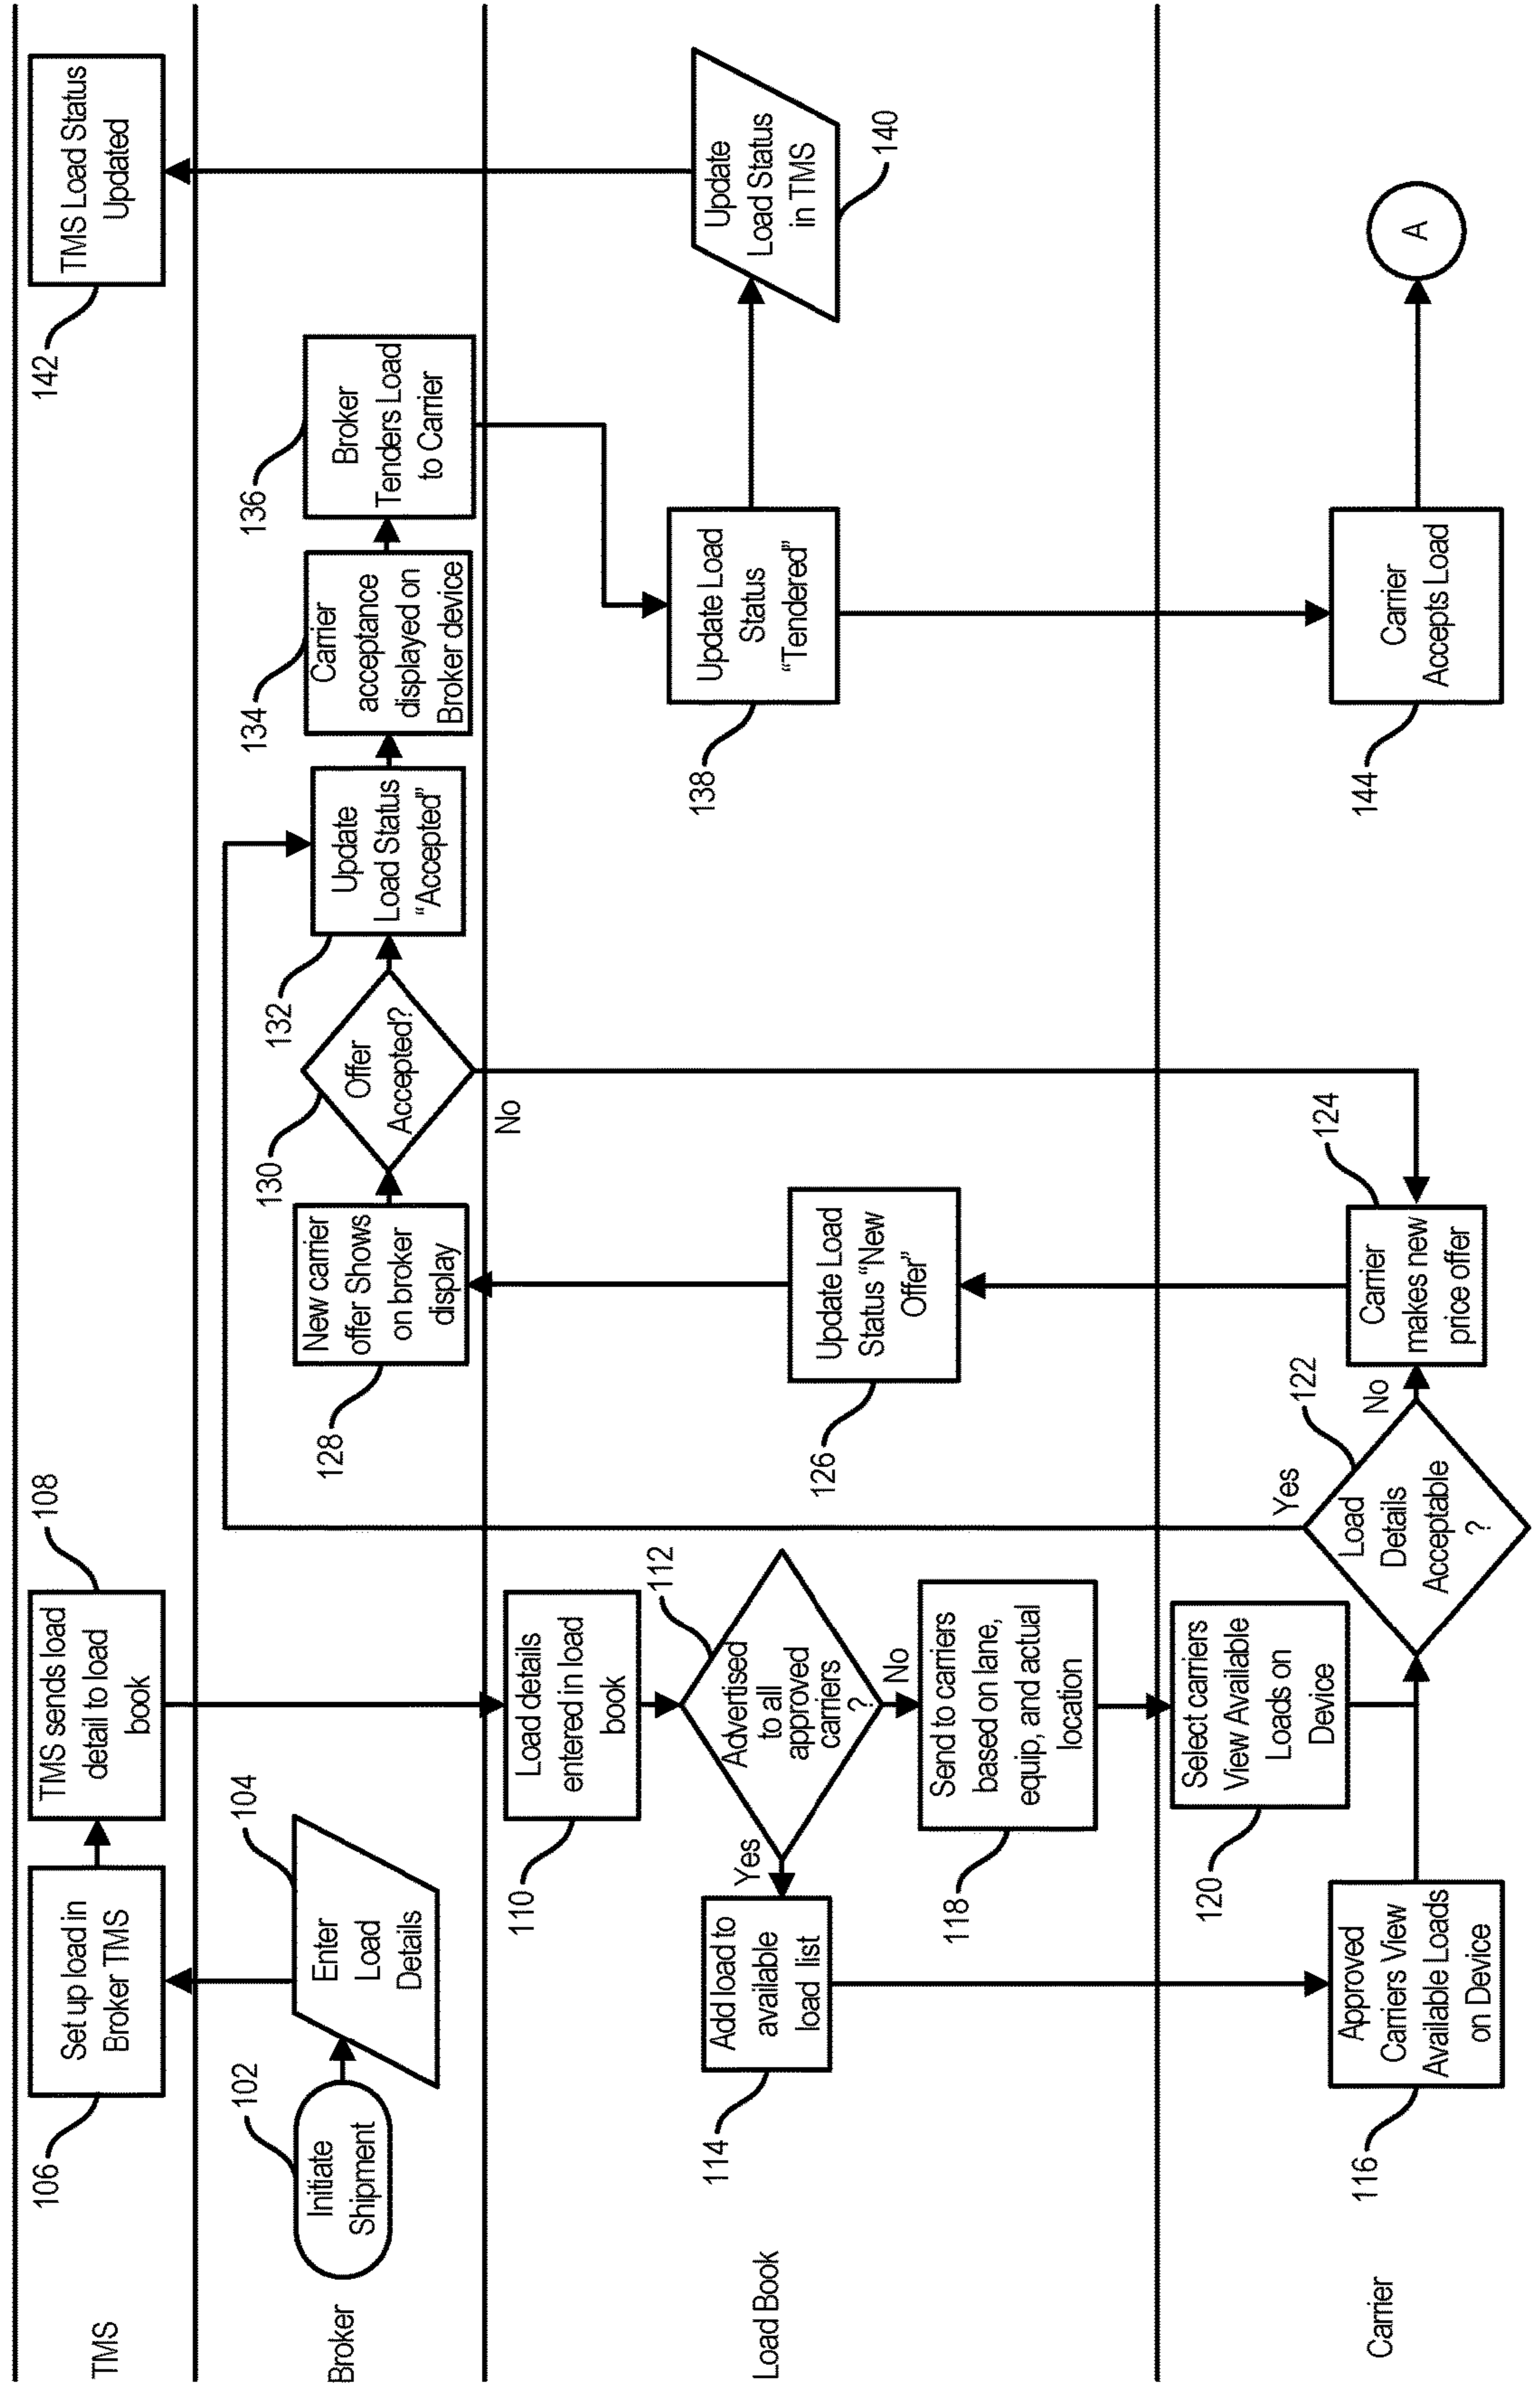 TMS
106
Set up load in
Broker TMS
TMS sends load
detail to load
book
108
142
TMS Load Status
Updated
Broker
Initiate
Shipment
102
Enter
Load
Details
104
128
New carrier
offer Shows
on broker
display
130
Offer
Accepted?
No
132
Update
Load Status
“Accepted”
134
Carrier
acceptance
displayed on
Broker device
136
Broker
Tenders Load
to Carrier
Load Book
110
Load details
entered in load
book
112
Advertised
to all
approved
carriers
?
Yes
No
114
Add load to
available
load list
118
Send to carriers
based on lane,
equip, and actual
location
126
Update Load
Status “New
Offer”
138
Update Load
Status
“Tendered”
Update
Load Status
in TMS
140
Carrier
116
Approved
Carriers View
Available Loads
on Device
120
Select carriers
View Available
Loads on
Device
Load
Details
Acceptable
?
122
Yes
No
Carrier
makes new
price offer
124
144
Carrier
Accepts Load
A